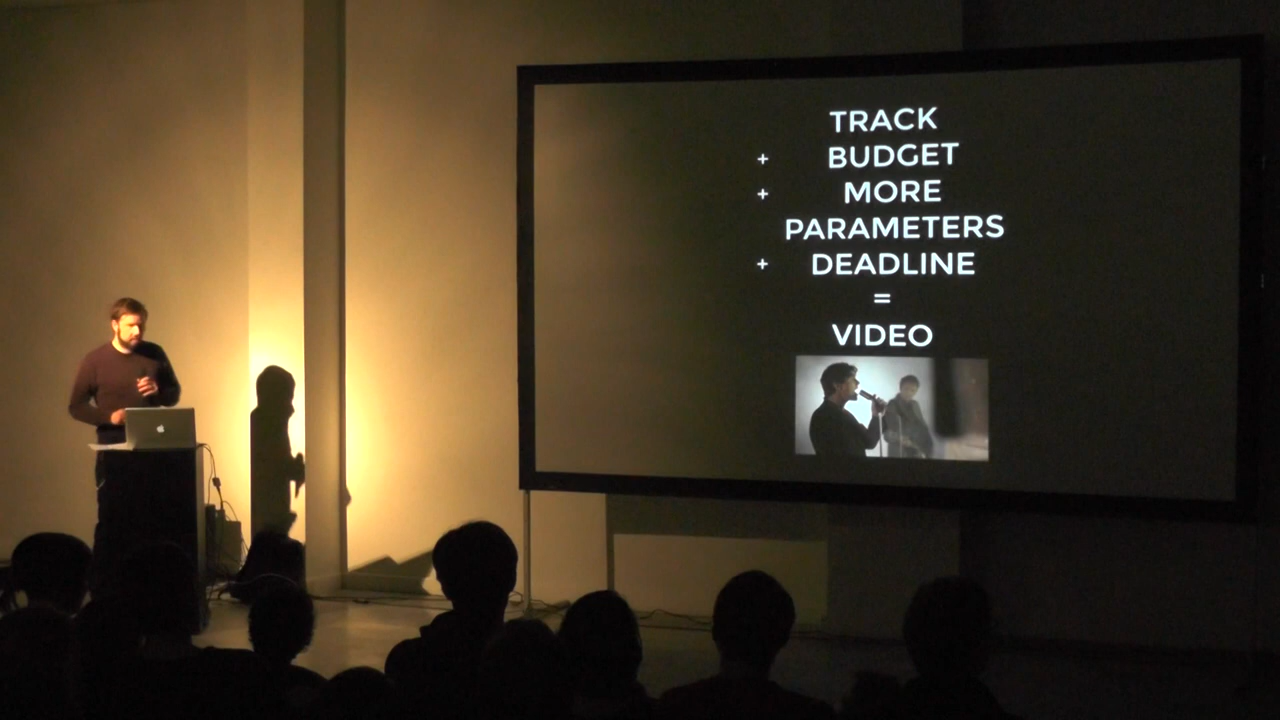 TRACK
+ BUDGET
+ MORE
PARAMETERS
+ DEADLINE
=
VIDEO